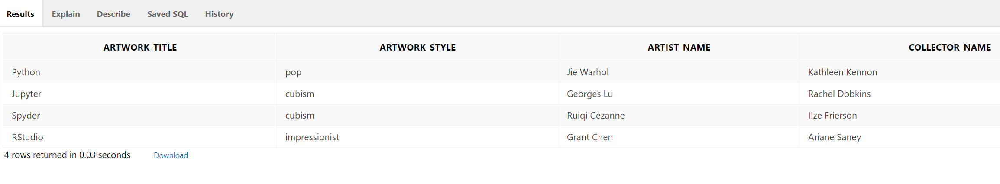 Results Explain Describe Saved SQL History
ARTWORK_TITLE ARTWORK_STYLE ARTIST_NAME COLLECTOR_NAME
Python pop Jie Warhol Kathleen Kennon
Jupyter cubism Georges Lu Rachel Dobkins
Spyder cubism Ruiqi Cézanne IIze Frierson
RStudio impressionist Grant Chen Ariane Saney
4 rows returned in 0.03 seconds Download